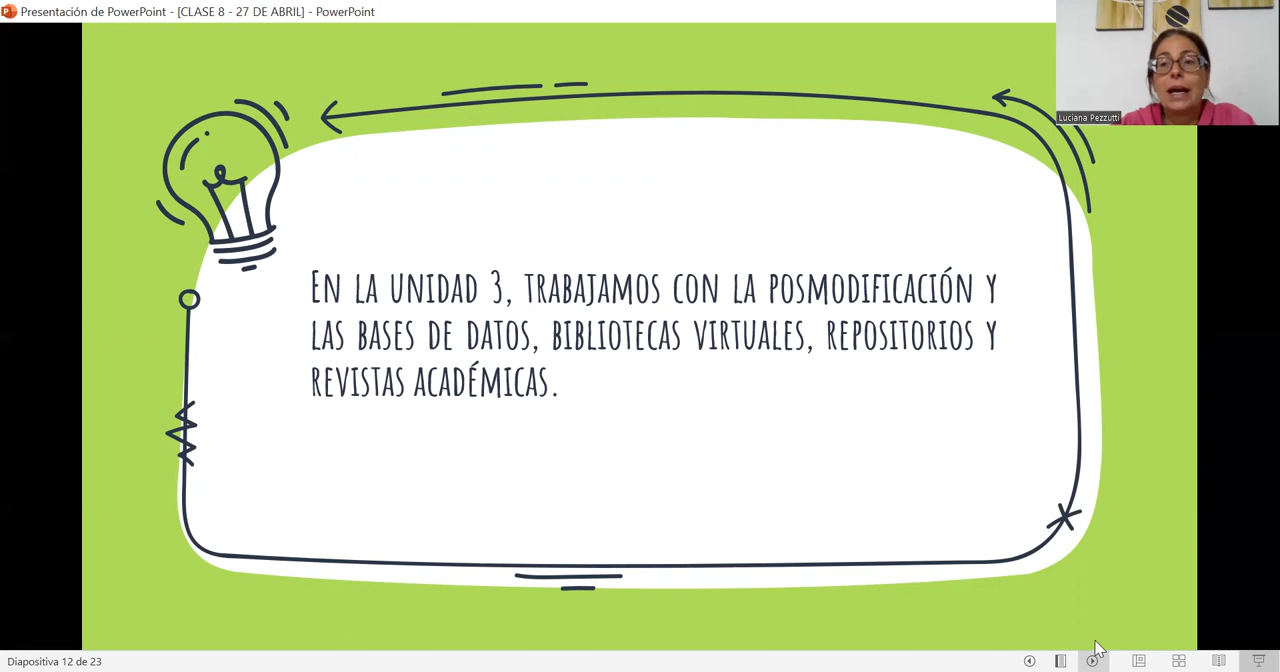 Presentación de PowerPoint - [CLASE 8 - 27 DE ABRIL] - PowerPoint
Luciana Pezzutti
En la unidad 3, trabajamos con la posmodificación y
las bases de datos, bibliotecas virtuales, repositorios y
revistas académicas.
Diapositiva 12 de 23